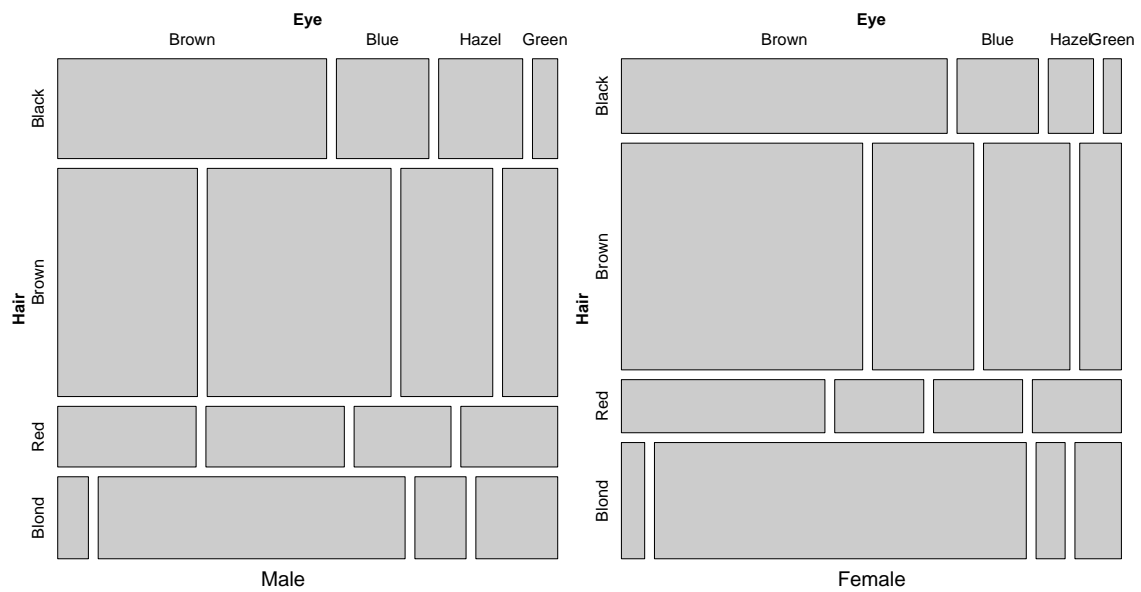 Eye
Brown Blue Hazel Green
Hair
Black
Brown
Red
Blond
Male
Eye
Brown Blue Hazel Green
Hair
Black
Brown
Red
Blond
Female